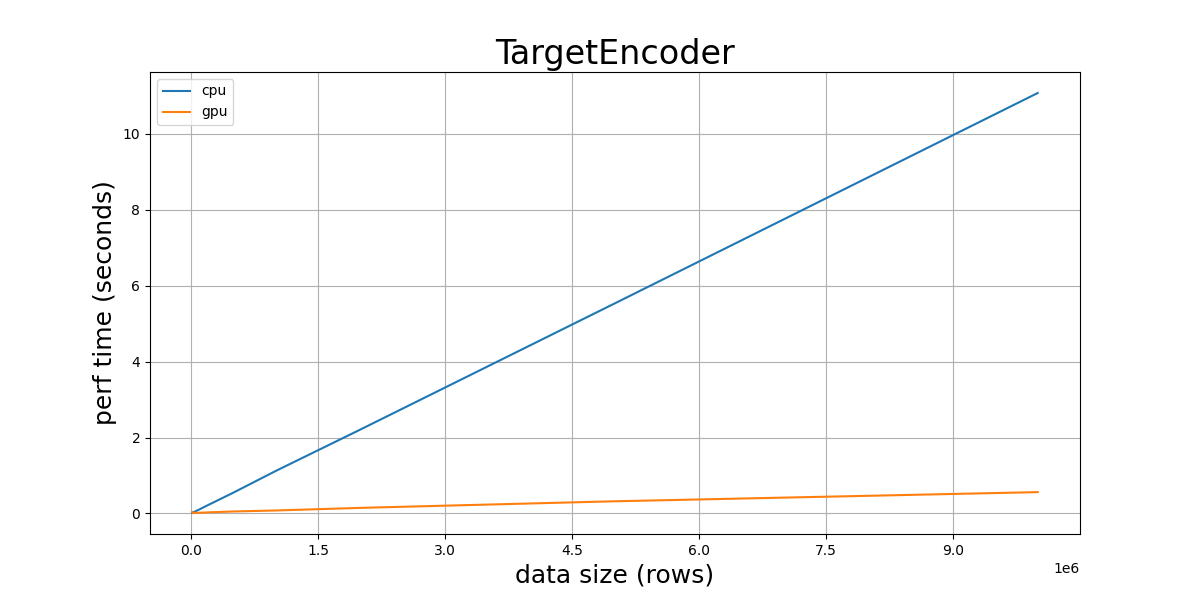 TargetEncoder
cpu
gpu
perf time (seconds)
10
8
6
4
2
0
0.0 1.5 3.0 4.5 6.0 7.5 9.0
1e6
data size (rows)